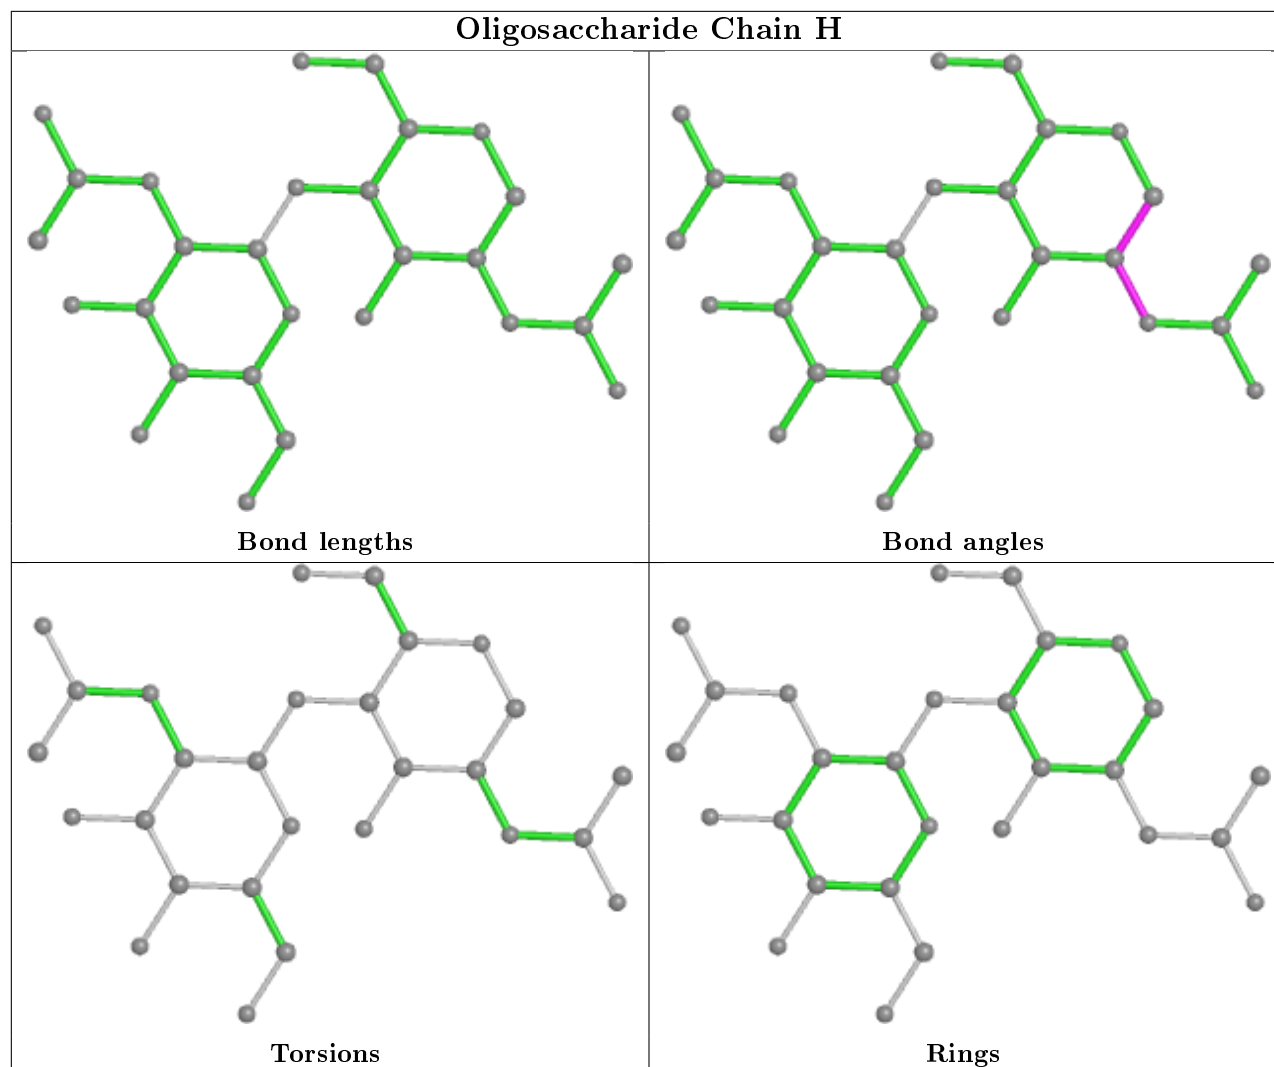 Oligosaccharide Chain H
Bond lengths
Bond angles
Torsions
Rings